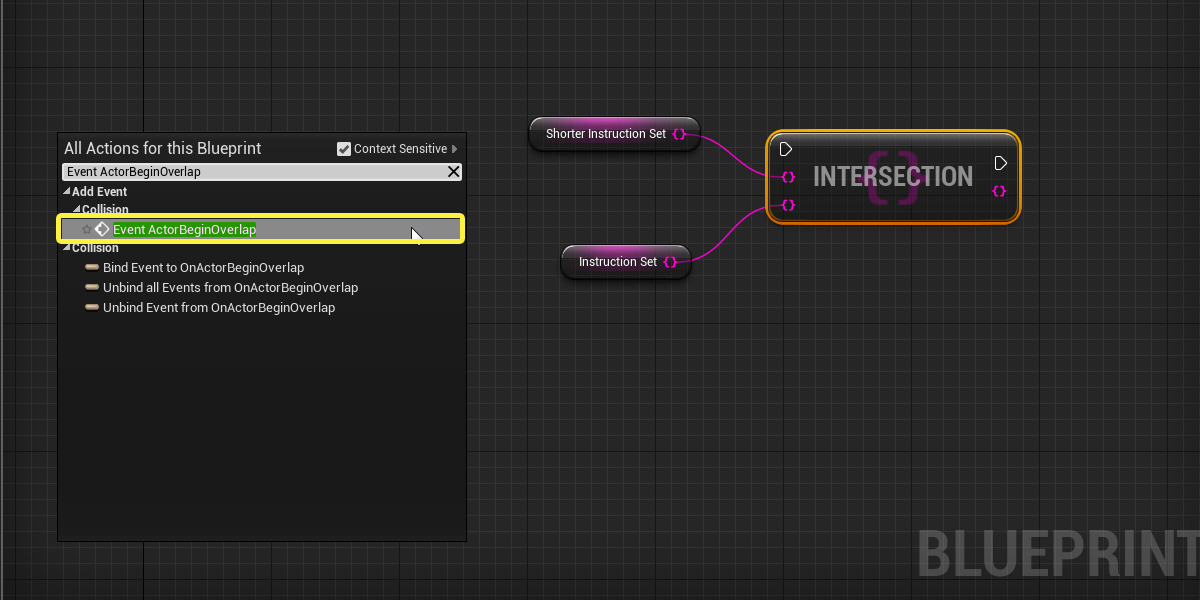 All Actions for this Blueprint
Context Sensitive
Event ActorBeginOverlap
Add Event
Collision
Event ActorBeginOverlap
Collision
Bind Event to OnActorBeginOverlap
Unbind all Events from OnActorBeginOverlap
Unbind Event from OnActorBeginOverlap
Shorter Instruction Set
Instruction Set
INTERSECTION
BLUEPRINT